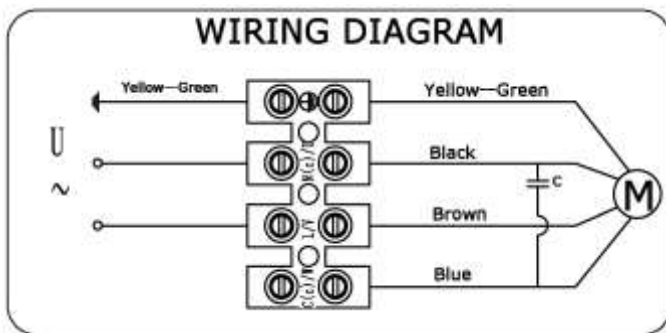 WIRING DIAGRAM
Yellow—Green
Yellow—Green
U
~
Black
C
M
Brown
Blue